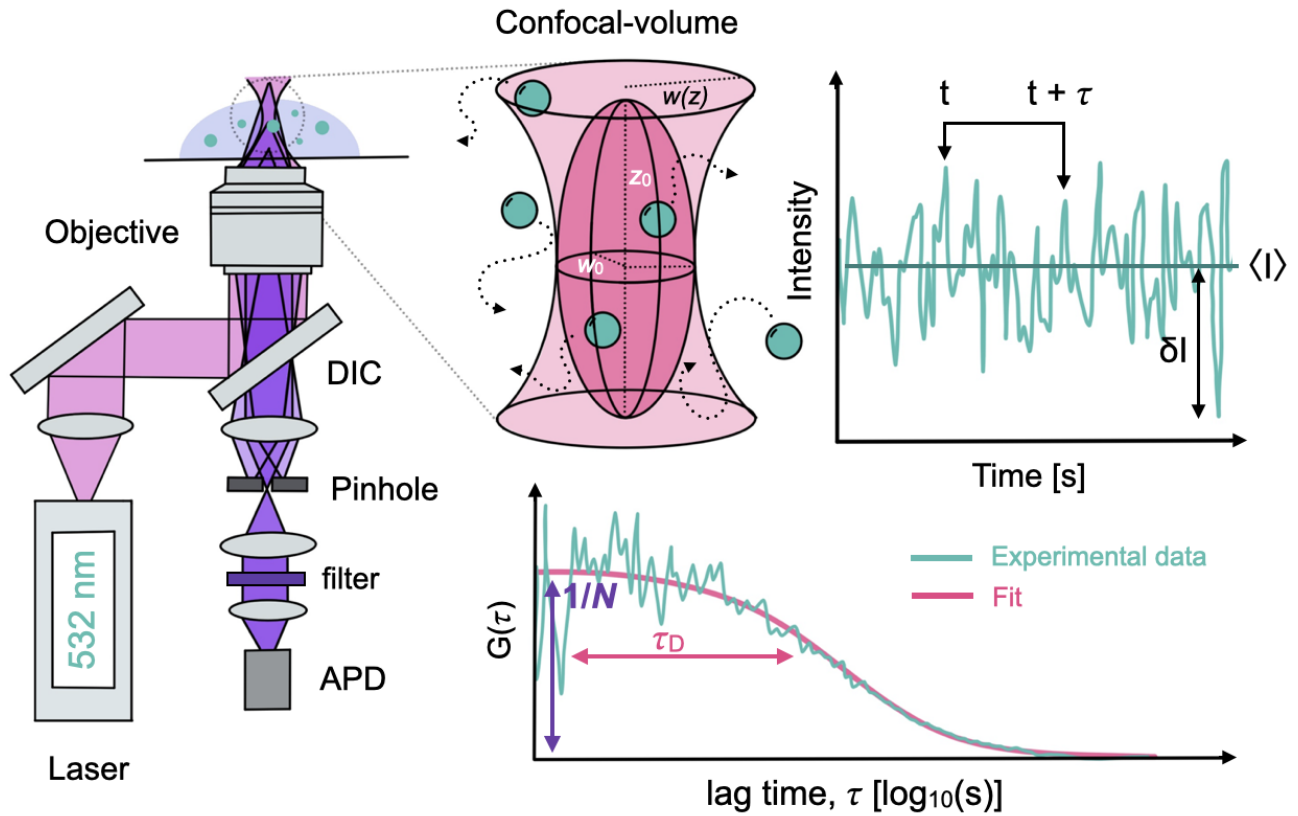 Confocal-volume
w(z)
z₀
w₀
Objective
DIC
Pinhole
filter
APD
532 nm
Laser
t
t + τ
Intensity
⟨I⟩
δI
Time [s]
G(τ)
1/N
τD
Experimental data
Fit
lag time, τ [log₁₀(s)]